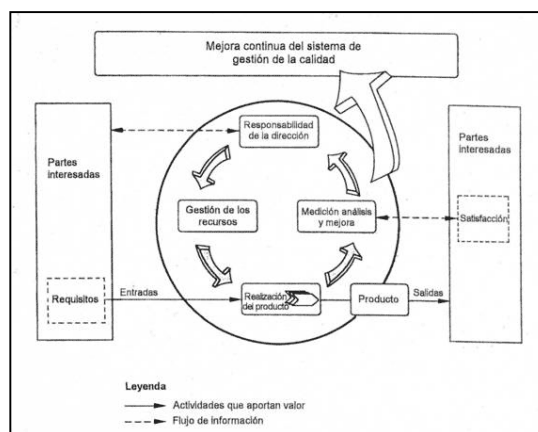 Mejora continua del sistema de
gestión de la calidad
Responsabilidad
de la dirección
Partes
interesadas
Partes
interesadas
Gestión de los
recursos
Medición análisis
y mejora
Satisfacción
Requisitos
Entradas
Realización
del producto
Producto
Salidas
Leyenda
Actividades que aportan valor
Flujo de información